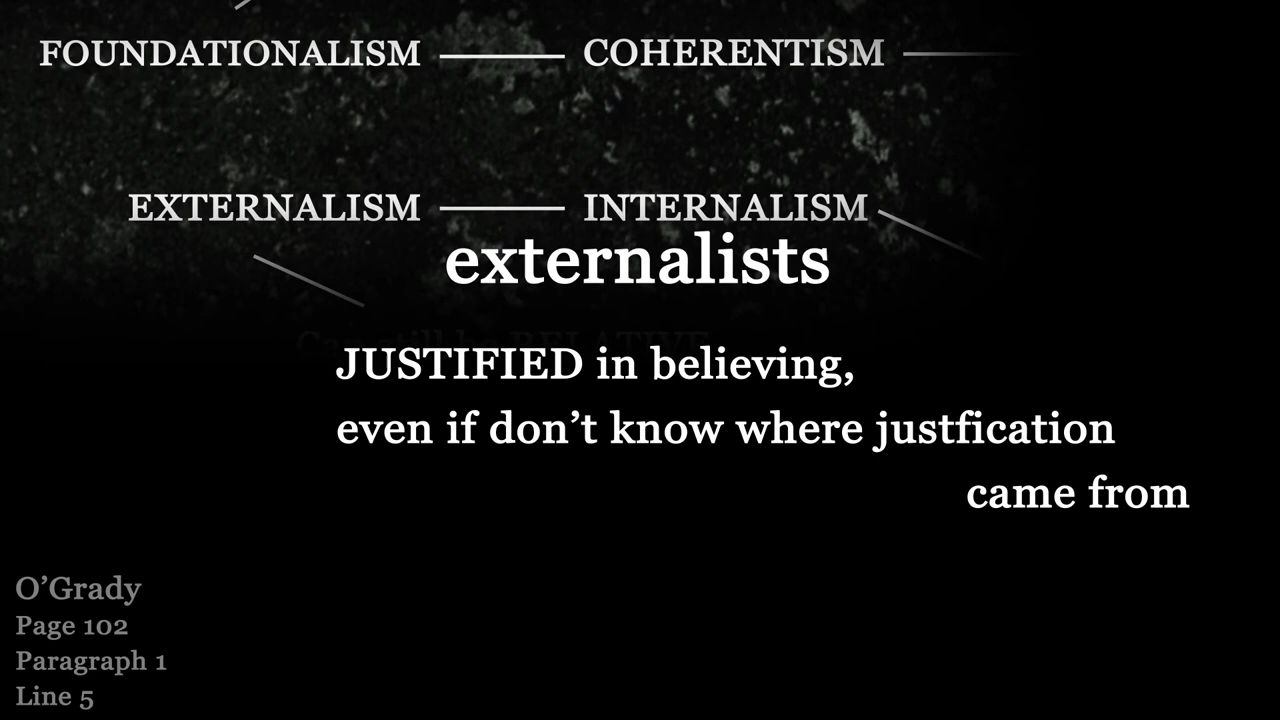 FOUNDATIONALISM COHERENTISM
EXTERNALISM INTERNALISM
externalists
JUSTIFIED in believing,
even if don’t know where justfication
came from
O’Grady
Page 102
Paragraph 1
Line 5